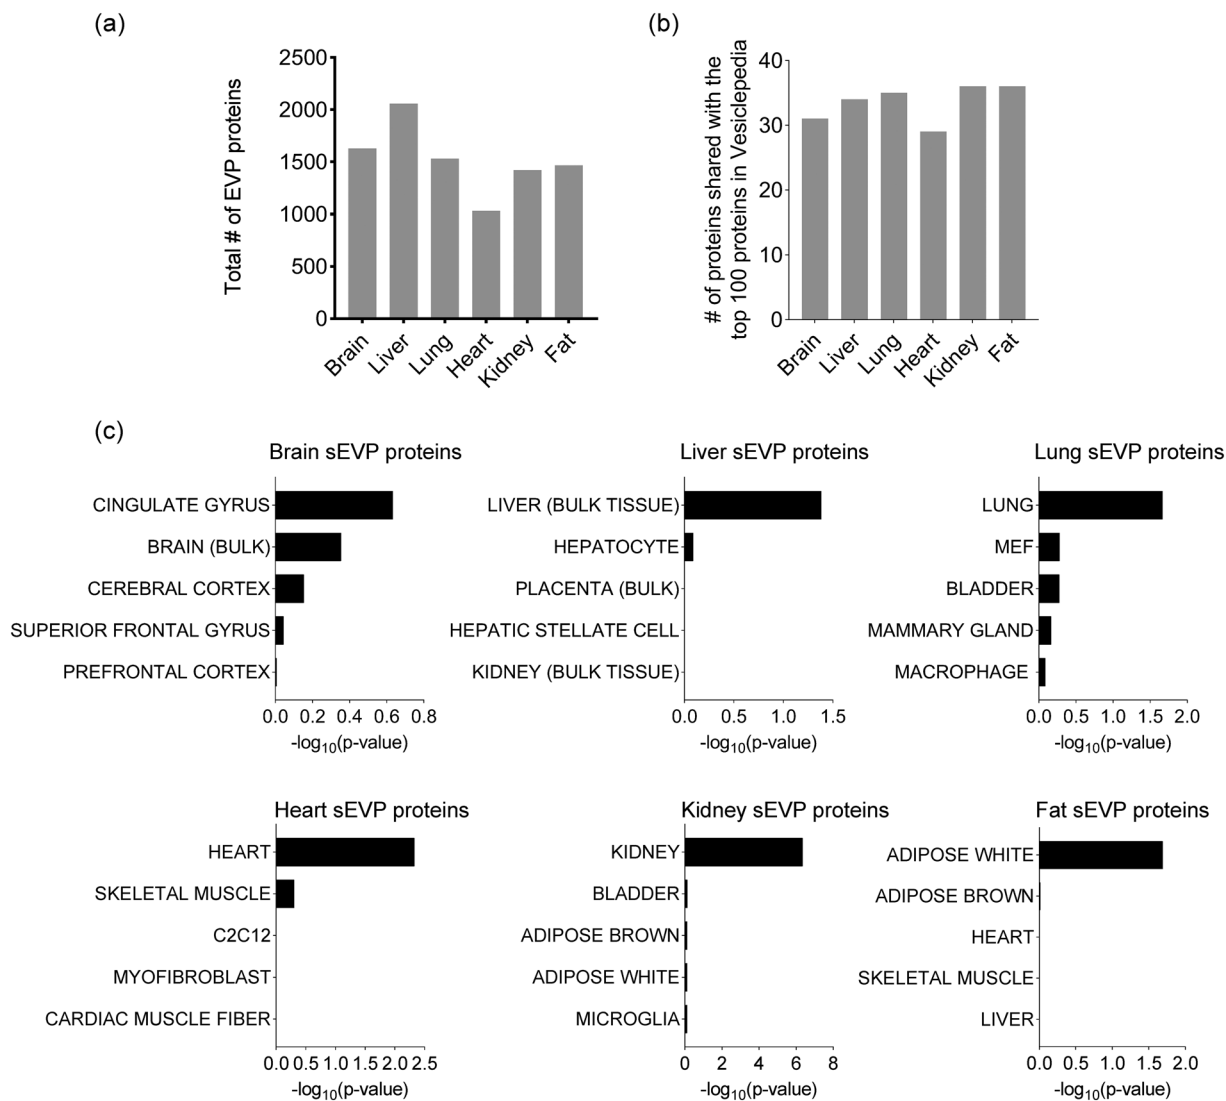 (a)
Total # of EVP proteins
2500
2000
1500
1000
500
0
Brain
Liver
Lung
Heart
Kidney
Fat
(b)
# of proteins shared with the
top 100 proteins in Vesiclepedia
40
30
20
10
0
Brain
Liver
Lung
Heart
Kidney
Fat
(c)
Brain sEVP proteins
CINGULATE GYRUS
BRAIN (BULK)
CEREBRAL CORTEX
SUPERIOR FRONTAL GYRUS
PREFRONTAL CORTEX
0.0 0.2 0.4 0.6 0.8
-log10(p-value)
Liver sEVP proteins
LIVER (BULK TISSUE)
HEPATOCYTE
PLACENTA (BULK)
HEPATIC STELLATE CELL
KIDNEY (BULK TISSUE)
0.0 0.5 1.0 1.5
-log10(p-value)
Lung sEVP proteins
LUNG
MEF
BLADDER
MAMMARY GLAND
MACROPHAGE
0.0 0.5 1.0 1.5 2.0
-log10(p-value)
Heart sEVP proteins
HEART
SKELETAL MUSCLE
C2C12
MYOFIBROBLAST
CARDIAC MUSCLE FIBER
0.0 0.5 1.0 1.5 2.0 2.5
-log10(p-value)
Kidney sEVP proteins
KIDNEY
BLADDER
ADIPOSE BROWN
ADIPOSE WHITE
MICROGLIA
0 2 4 6 8
-log10(p-value)
Fat sEVP proteins
ADIPOSE WHITE
ADIPOSE BROWN
HEART
SKELETAL MUSCLE
LIVER
0.0 0.5 1.0 1.5 2.0
-log10(p-value)